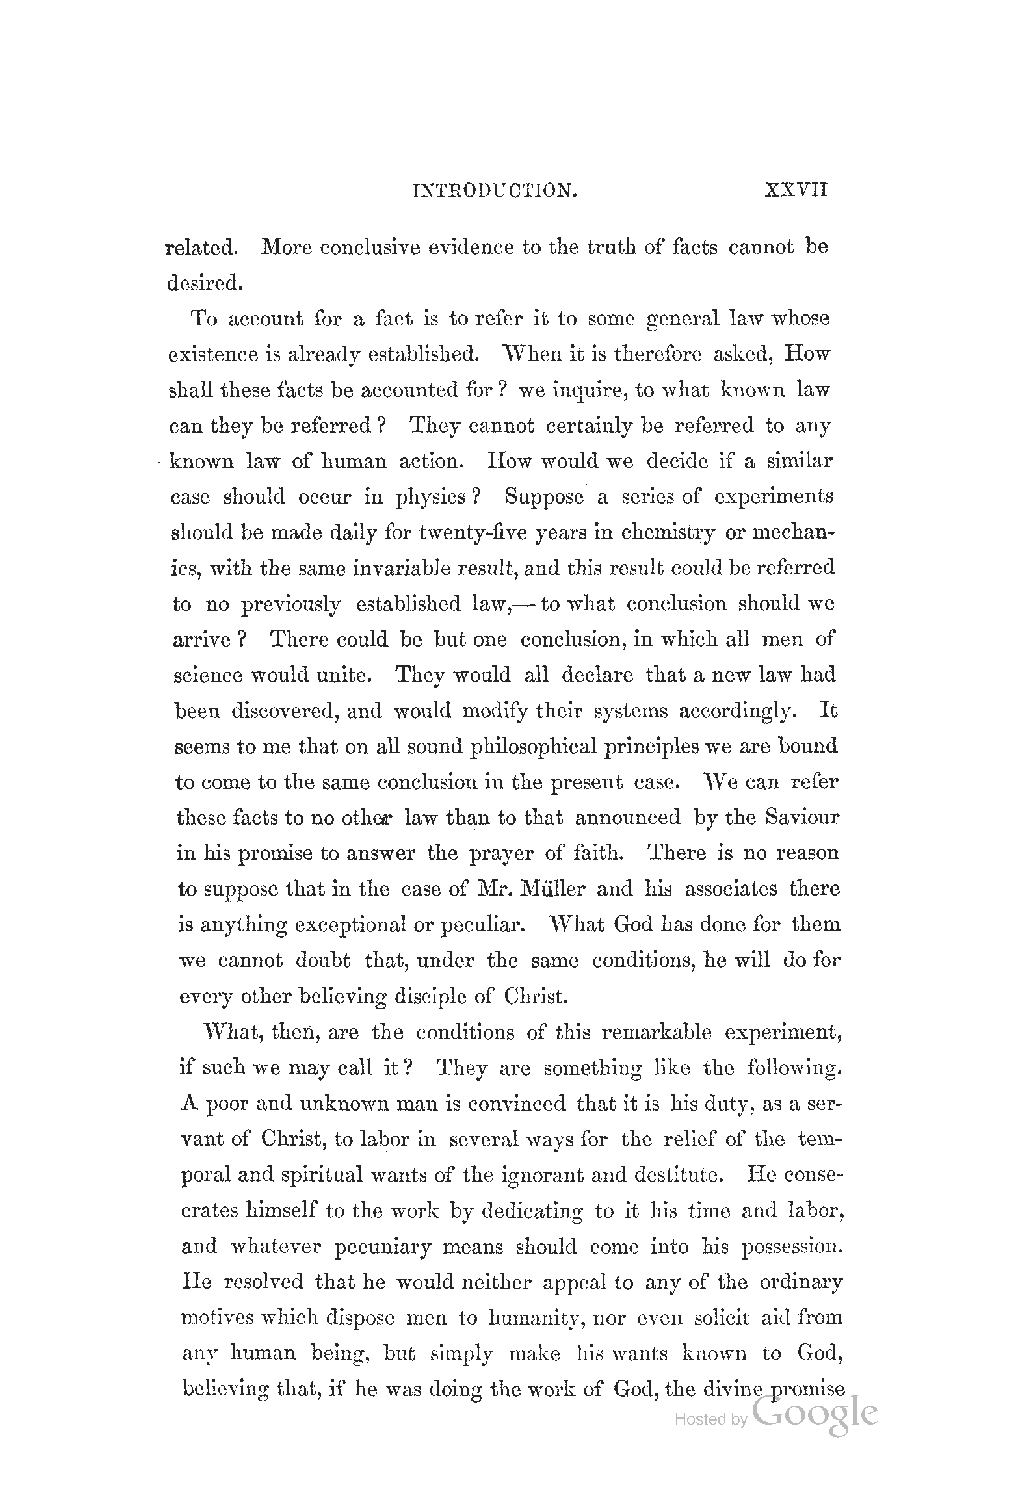 INTRODUCTION. XXVII
related. More conclusive evidence to the truth of facts cannot be
desired.
To account for a fact is to refer it to some general law whose
existence is already established. When it is therefore asked, How
shall these facts be accounted for? we inquire, to what known law
can they be referred? They cannot certainly be referred to any
known law of human action. How would we decide if a similar
case should occur in physics? Suppose a series of experiments
should be made daily for twenty-five years in chemistry or mechan-
ics, with the same invariable result, and this result could be referred
to no previously established law,—to what conclusion should we
arrive? There could be but one conclusion, in which all men of
science would unite. They would all declare that a new law had
been discovered, and would modify their systems accordingly. It
seems to me that on all sound philosophical principles we are bound
to come to the same conclusion in the present case. We can refer
these facts to no other law than to that announced by the Saviour
in his promise to answer the prayer of faith. There is no reason
to suppose that in the case of Mr. Müller and his associates there
is anything exceptional or peculiar. What God has done for them
we cannot doubt that, under the same conditions, he will do for
every other believing disciple of Christ.
What, then, are the conditions of this remarkable experiment,
if such we may call it? They are something like the following.
A poor and unknown man is convinced that it is his duty, as a ser-
vant of Christ, to labor in several ways for the relief of the tem-
poral and spiritual wants of the ignorant and destitute. He conse-
crates himself to the work by dedicating to it his time and labor,
and whatever pecuniary means should come into his possession.
He resolved that he would neither appeal to any of the ordinary
motives which dispose men to humanity, nor even solicit aid from
any human being, but simply make his wants known to God,
believing that, if he was doing the work of God, the divine promise
Hosted by Google